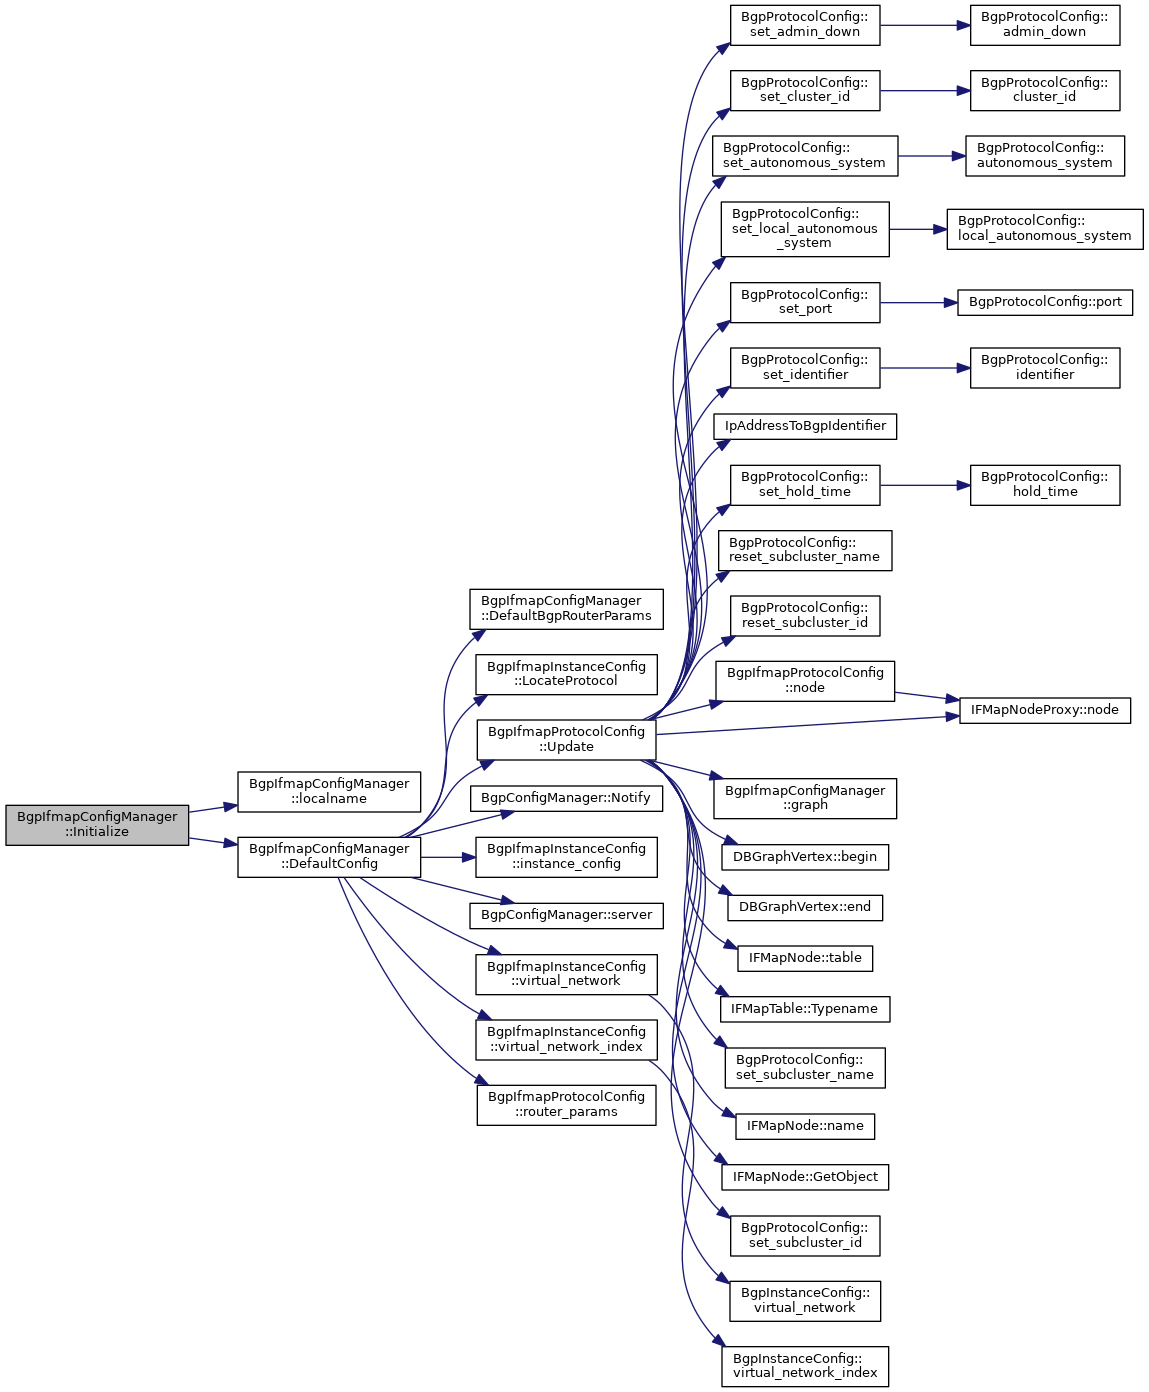 BgpIfmapConfigManager
::Initialize
BgpIfmapConfigManager
::localname
BgpIfmapConfigManager
::DefaultConfig
BgpIfmapConfigManager
::DefaultBgpRouterParams
BgpIfmapInstanceConfig
::LocateProtocol
BgpIfmapProtocolConfig
::Update
BgpConfigManager::Notify
BgpIfmapInstanceConfig
::instance_config
BgpConfigManager::server
BgpIfmapInstanceConfig
::virtual_network
BgpIfmapInstanceConfig
::virtual_network_index
BgpIfmapProtocolConfig
::router_params
BgpProtocolConfig::
set_admin_down
BgpProtocolConfig::
set_cluster_id
BgpProtocolConfig::
set_autonomous_system
BgpProtocolConfig::
set_local_autonomous
_system
BgpProtocolConfig::
set_port
BgpProtocolConfig::
set_identifier
IpAddressToBgpIdentifier
BgpProtocolConfig::
set_hold_time
BgpProtocolConfig::
reset_subcluster_name
BgpProtocolConfig::
reset_subcluster_id
BgpIfmapProtocolConfig
::node
BgpIfmapConfigManager
::graph
DBGraphVertex::begin
DBGraphVertex::end
IFMapNode::table
IFMapTable::Typename
BgpProtocolConfig::
set_subcluster_name
IFMapNode::name
IFMapNode::GetObject
BgpProtocolConfig::
set_subcluster_id
BgpInstanceConfig::
virtual_network
BgpInstanceConfig::
virtual_network_index
BgpProtocolConfig::
admin_down
BgpProtocolConfig::
cluster_id
BgpProtocolConfig::
autonomous_system
BgpProtocolConfig::
local_autonomous_system
BgpProtocolConfig::port
BgpProtocolConfig::
identifier
BgpProtocolConfig::
hold_time
IFMapNodeProxy::node